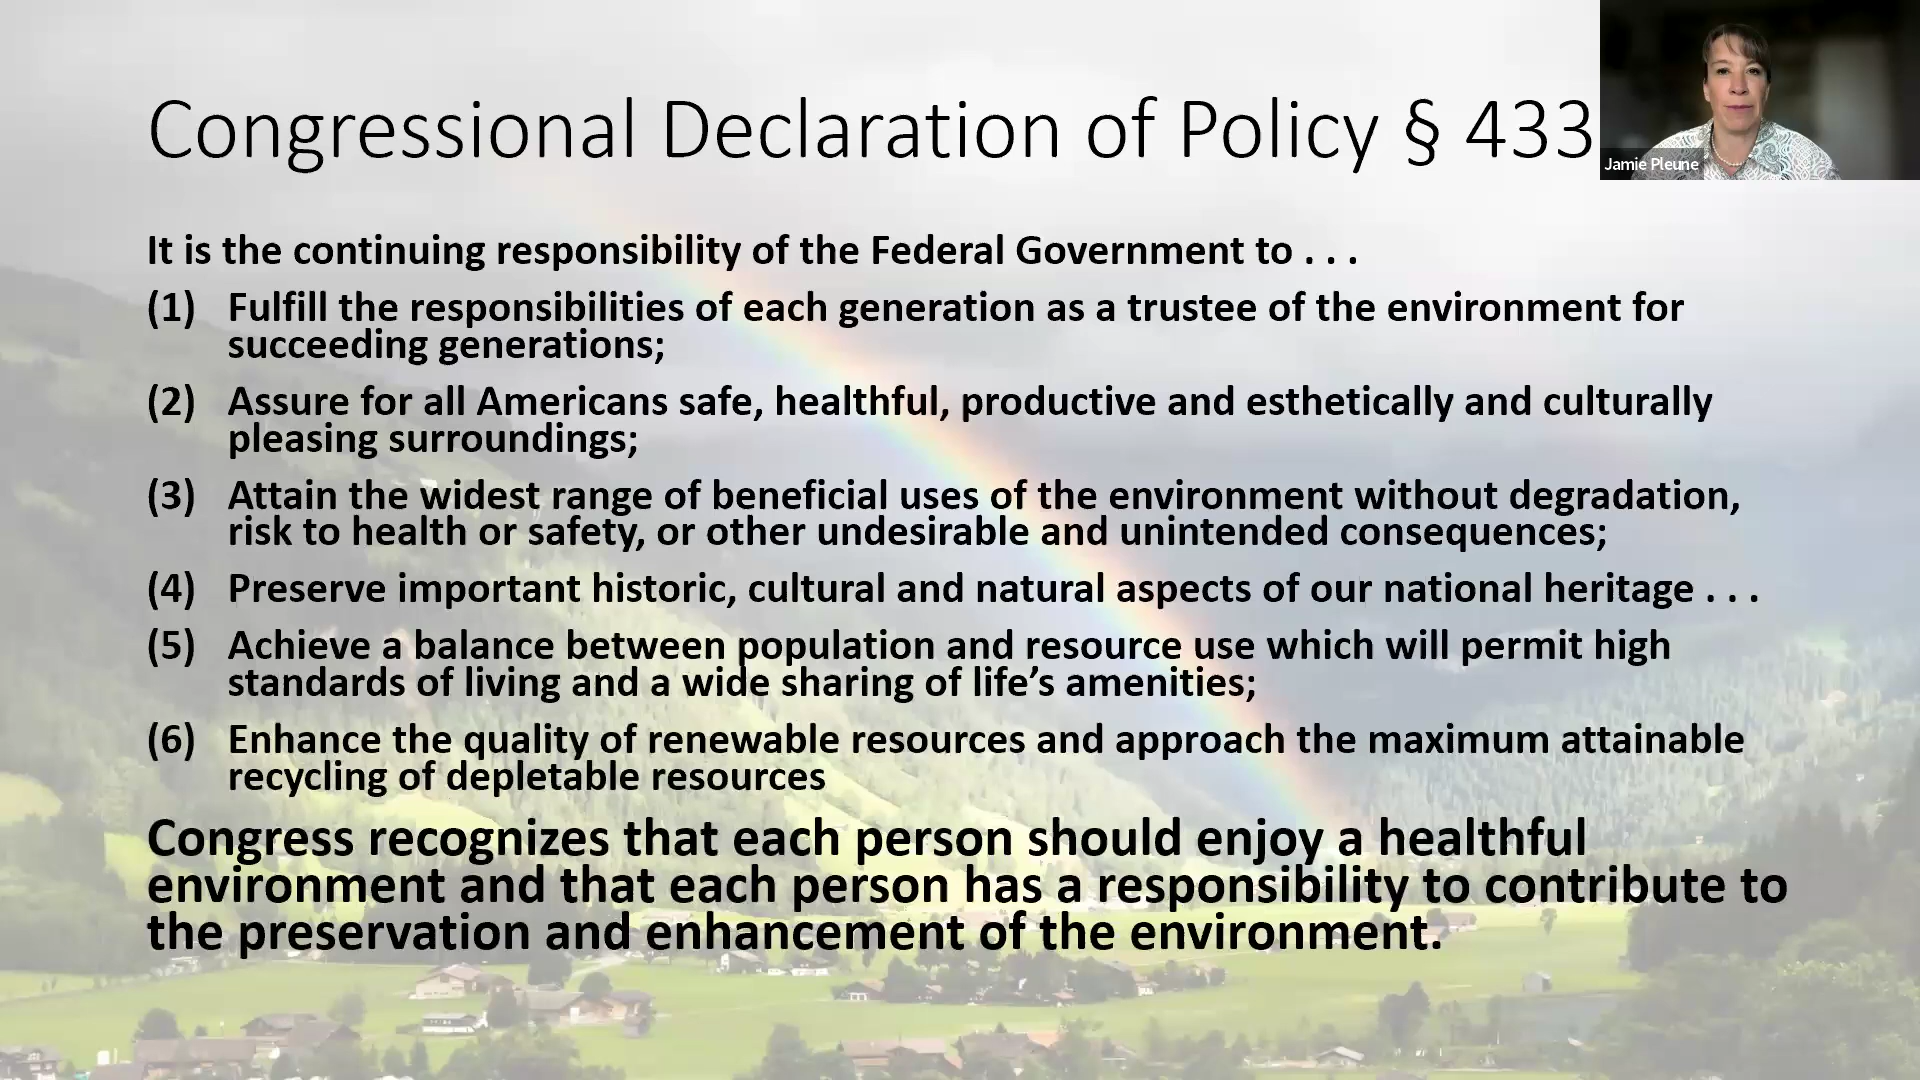 Congressional Declaration of Policy § 433
Jamie Pleune
It is the continuing responsibility of the Federal Government to . . .
(1) Fulfill the responsibilities of each generation as a trustee of the environment for
succeeding generations;
(2) Assure for all Americans safe, healthful, productive and esthetically and culturally
pleasing surroundings;
(3) Attain the widest range of beneficial uses of the environment without degradation,
risk to health or safety, or other undesirable and unintended consequences;
(4) Preserve important historic, cultural and natural aspects of our national heritage . . .
(5) Achieve a balance between population and resource use which will permit high
standards of living and a wide sharing of life’s amenities;
(6) Enhance the quality of renewable resources and approach the maximum attainable
recycling of depletable resources
Congress recognizes that each person should enjoy a healthful
environment and that each person has a responsibility to contribute to
the preservation and enhancement of the environment.